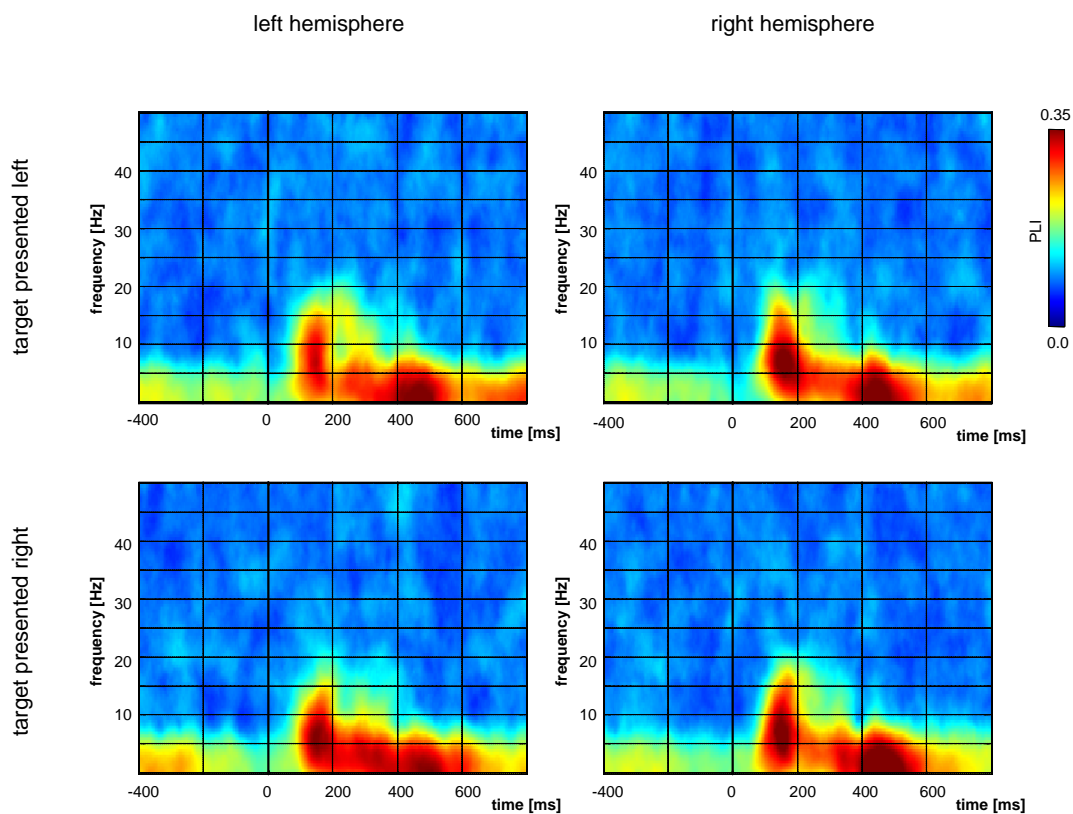 left hemisphere right hemisphere
0.35
PLI
0.0
target presented left
frequency [Hz]
40
30
20
10
-400 0 200 400 600
time [ms]
frequency [Hz]
40
30
20
10
-400 0 200 400 600
time [ms]
target presented right
frequency [Hz]
40
30
20
10
-400 0 200 400 600
time [ms]
frequency [Hz]
40
30
20
10
-400 0 200 400 600
time [ms]